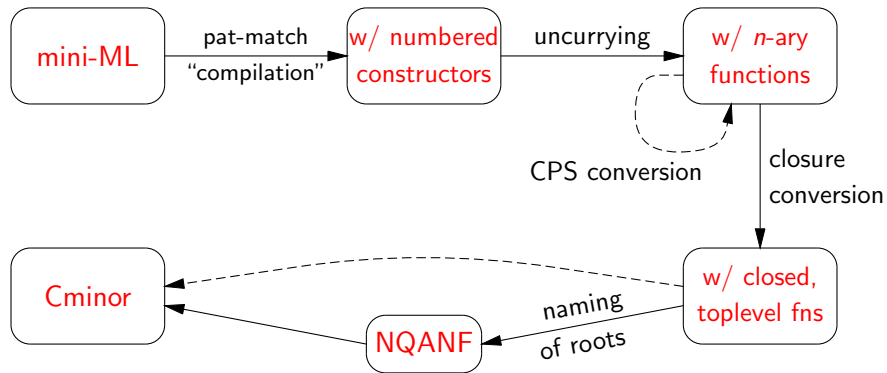 mini-ML
pat-match
“compilation”
w/ numbered
constructors
uncurrying
w/ n-ary
functions
CPS conversion
closure
conversion
w/ closed,
toplevel fns
naming
of roots
NQANF
Cminor